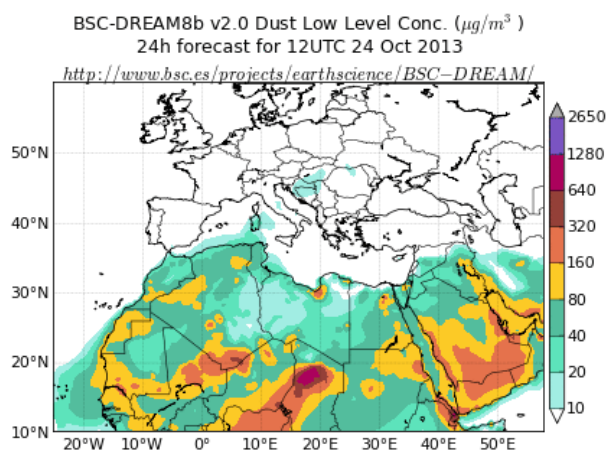 BSC-DREAM8b v2.0 Dust Low Level Conc. (μg/m³ )
24h forecast for 12UTC 24 Oct 2013
http://www.bsc.es/projects/earthscience/BSC−DREAM/
50°N
40°N
30°N
20°N
10°N
20°W 10°W 0° 10°E 20°E 30°E 40°E 50°E
2650
1280
640
320
160
80
40
20
10